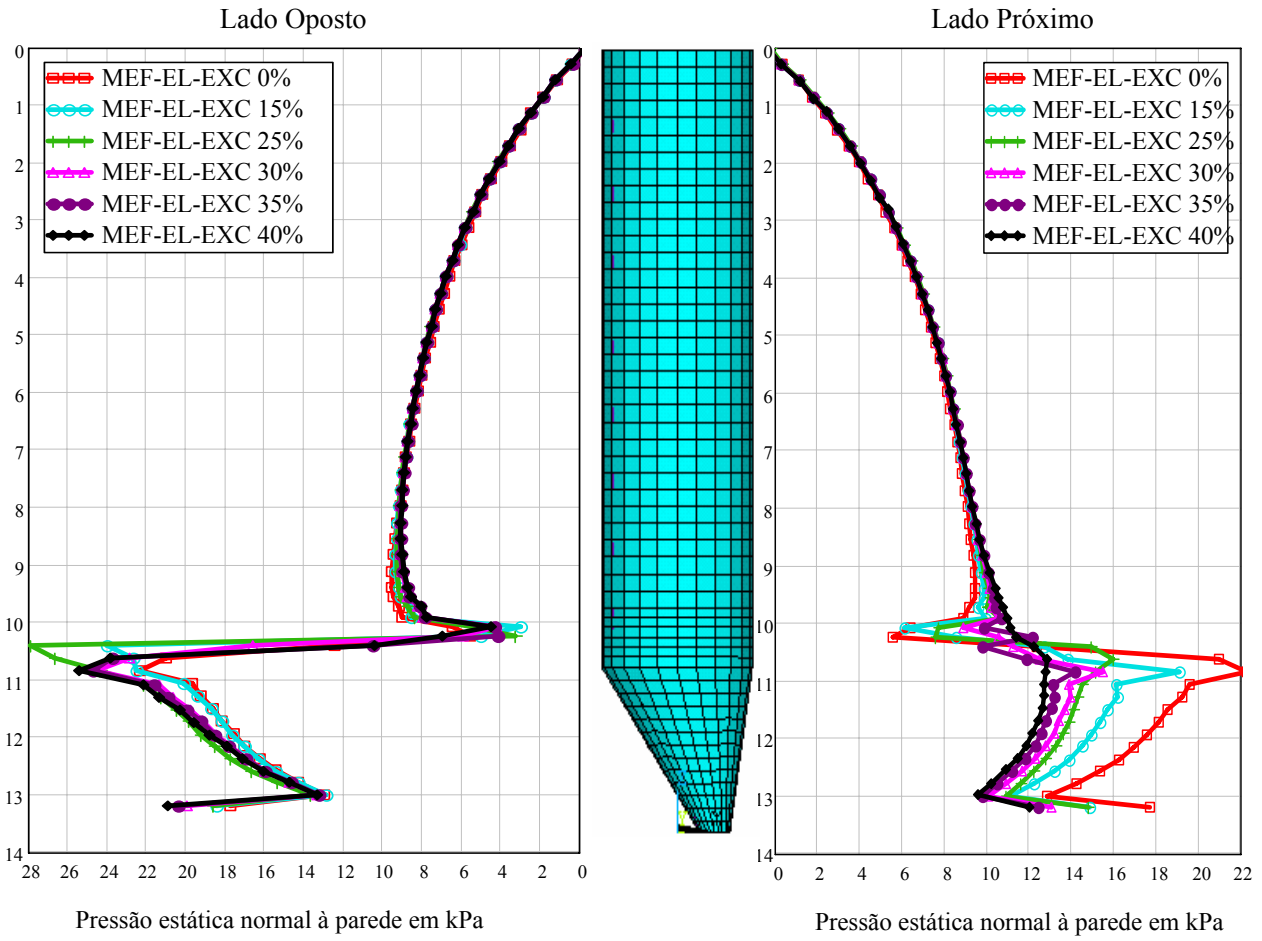 Lado Oposto
Lado Próximo
MEF-EL-EXC 0%
MEF-EL-EXC 15%
MEF-EL-EXC 25%
MEF-EL-EXC 30%
MEF-EL-EXC 35%
MEF-EL-EXC 40%
MEF-EL-EXC 0%
MEF-EL-EXC 15%
MEF-EL-EXC 25%
MEF-EL-EXC 30%
MEF-EL-EXC 35%
MEF-EL-EXC 40%
0
1
2
3
4
5
6
7
8
9
10
11
12
13
14
28 26 24 22 20 18 16 14 12 10 8 6 4 2 0
0
1
2
3
4
5
6
7
8
9
10
11
12
13
14
0 2 4 6 8 10 12 14 16 18 20 22
Pressão estática normal à parede em kPa
Pressão estática normal à parede em kPa